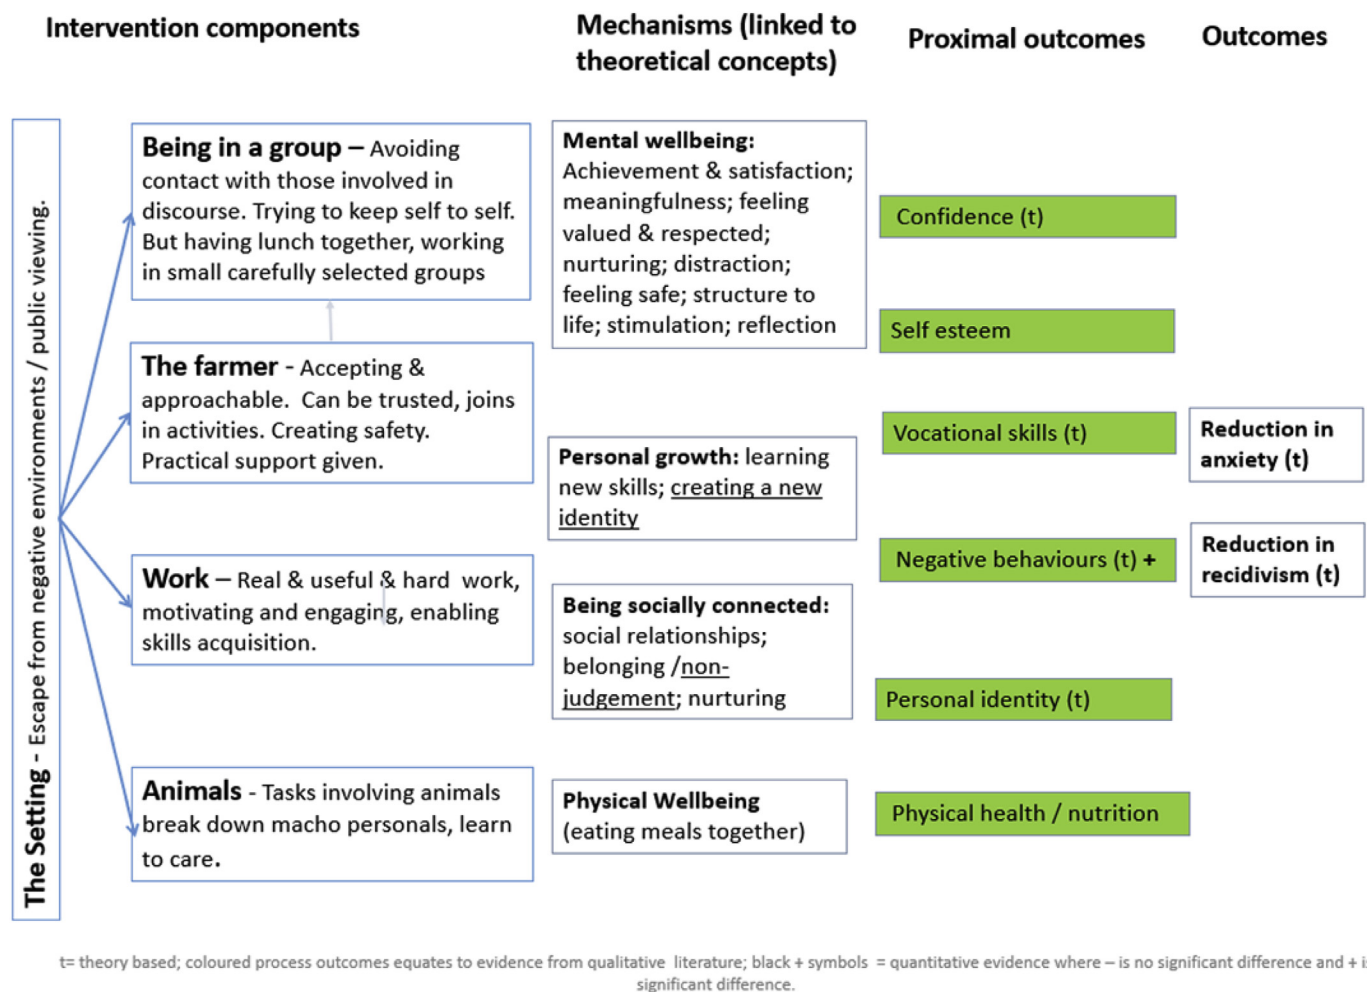 Intervention components
Mechanisms (linked to
theoretical concepts)
Proximal outcomes
Outcomes
The Setting - Escape from negative environments / public viewing.
Being in a group – Avoiding
contact with those involved in
discourse. Trying to keep self to self.
But having lunch together, working
in small carefully selected groups
The farmer - Accepting &
approachable.  Can be trusted, joins
in activities. Creating safety.
Practical support given.
Work – Real & useful & hard  work,
motivating and engaging, enabling
skills acquisition.
Animals - Tasks involving animals
break down macho personals, learn
to care.
Mental wellbeing:
Achievement & satisfaction;
meaningfulness; feeling
valued & respected;
nurturing; distraction;
feeling safe; structure to
life; stimulation; reflection
Personal growth: learning
new skills; creating a new
identity
Being socially connected:
social relationships;
belonging /non-
judgement; nurturing
Physical Wellbeing
(eating meals together)
Confidence (t)
Self esteem
Vocational skills (t)
Negative behaviours (t) +
Personal identity (t)
Physical health / nutrition
Reduction in
anxiety (t)
Reduction in
recidivism (t)
t= theory based; coloured process outcomes equates to evidence from qualitative  literature; black + symbols  = quantitative evidence where – is no significant difference and + i
significant difference.